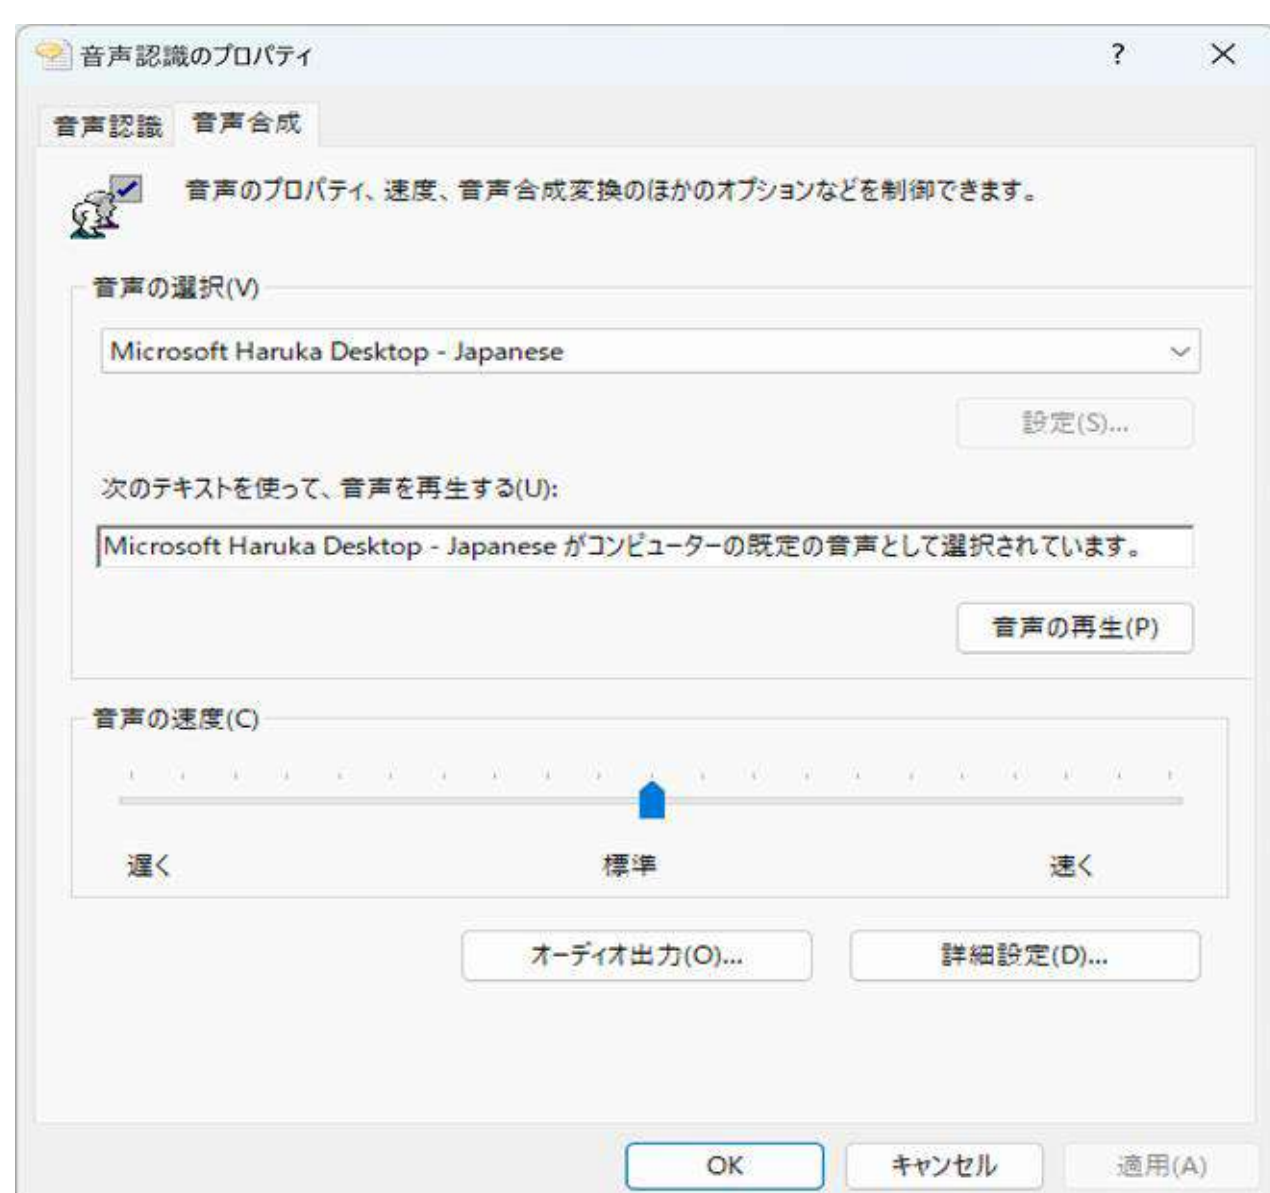 音声認識のプロパティ ?
音声認識 音声合成
音声のプロパティ、速度、音声合成変換のほかのオプションなどを制御できます。
音声の選択(V)
Microsoft Haruka Desktop - Japanese
設定(S)...
次のテキストを使って、音声を再生する(U):
Microsoft Haruka Desktop - Japanese がコンピューターの既定の音声として選択されています。
音声の再生(P)
音声の速度(C)
遅く 標準 速く
オーディオ出力(O)... 詳細設定(D)...
OK キャンセル 適用(A)